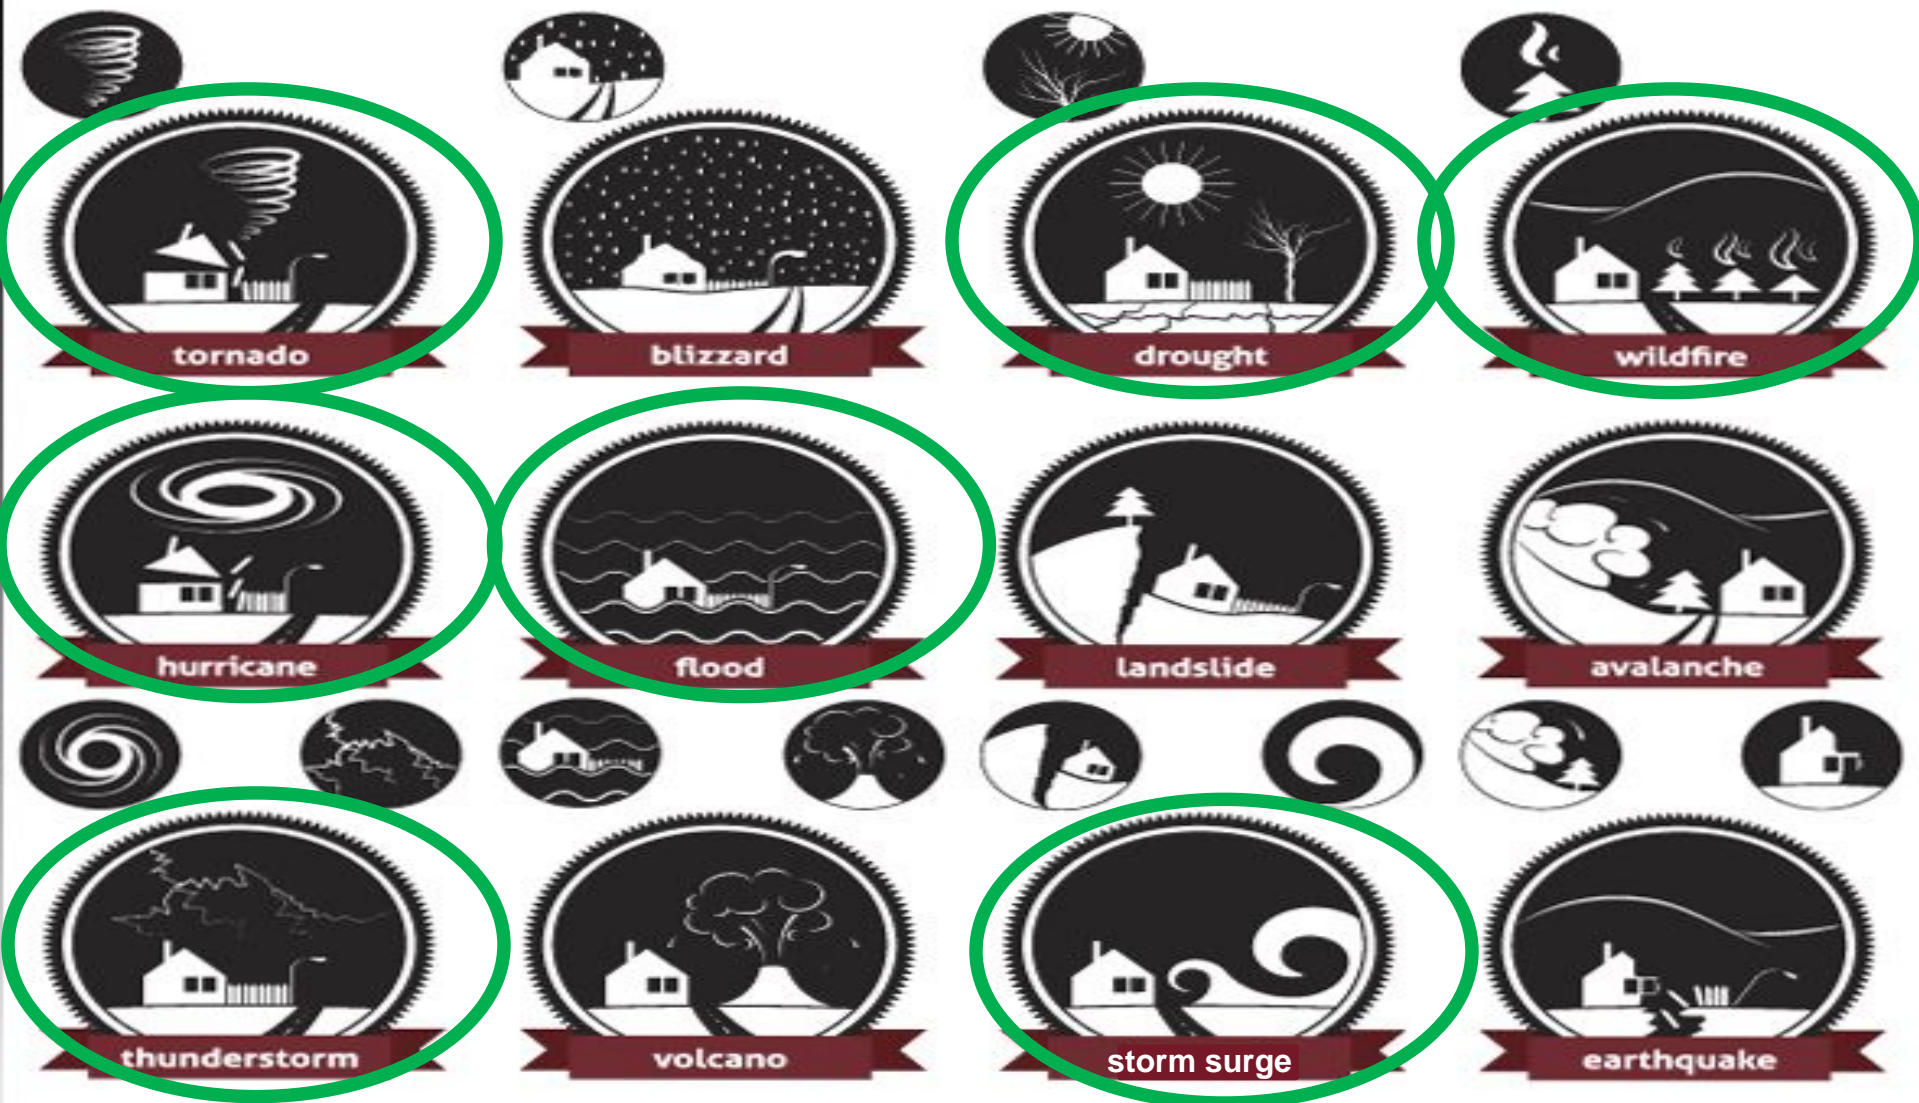 tornado
blizzard
drought
wildfire
hurricane
flood
landslide
avalanche
thunderstorm
volcano
storm surge
earthquake